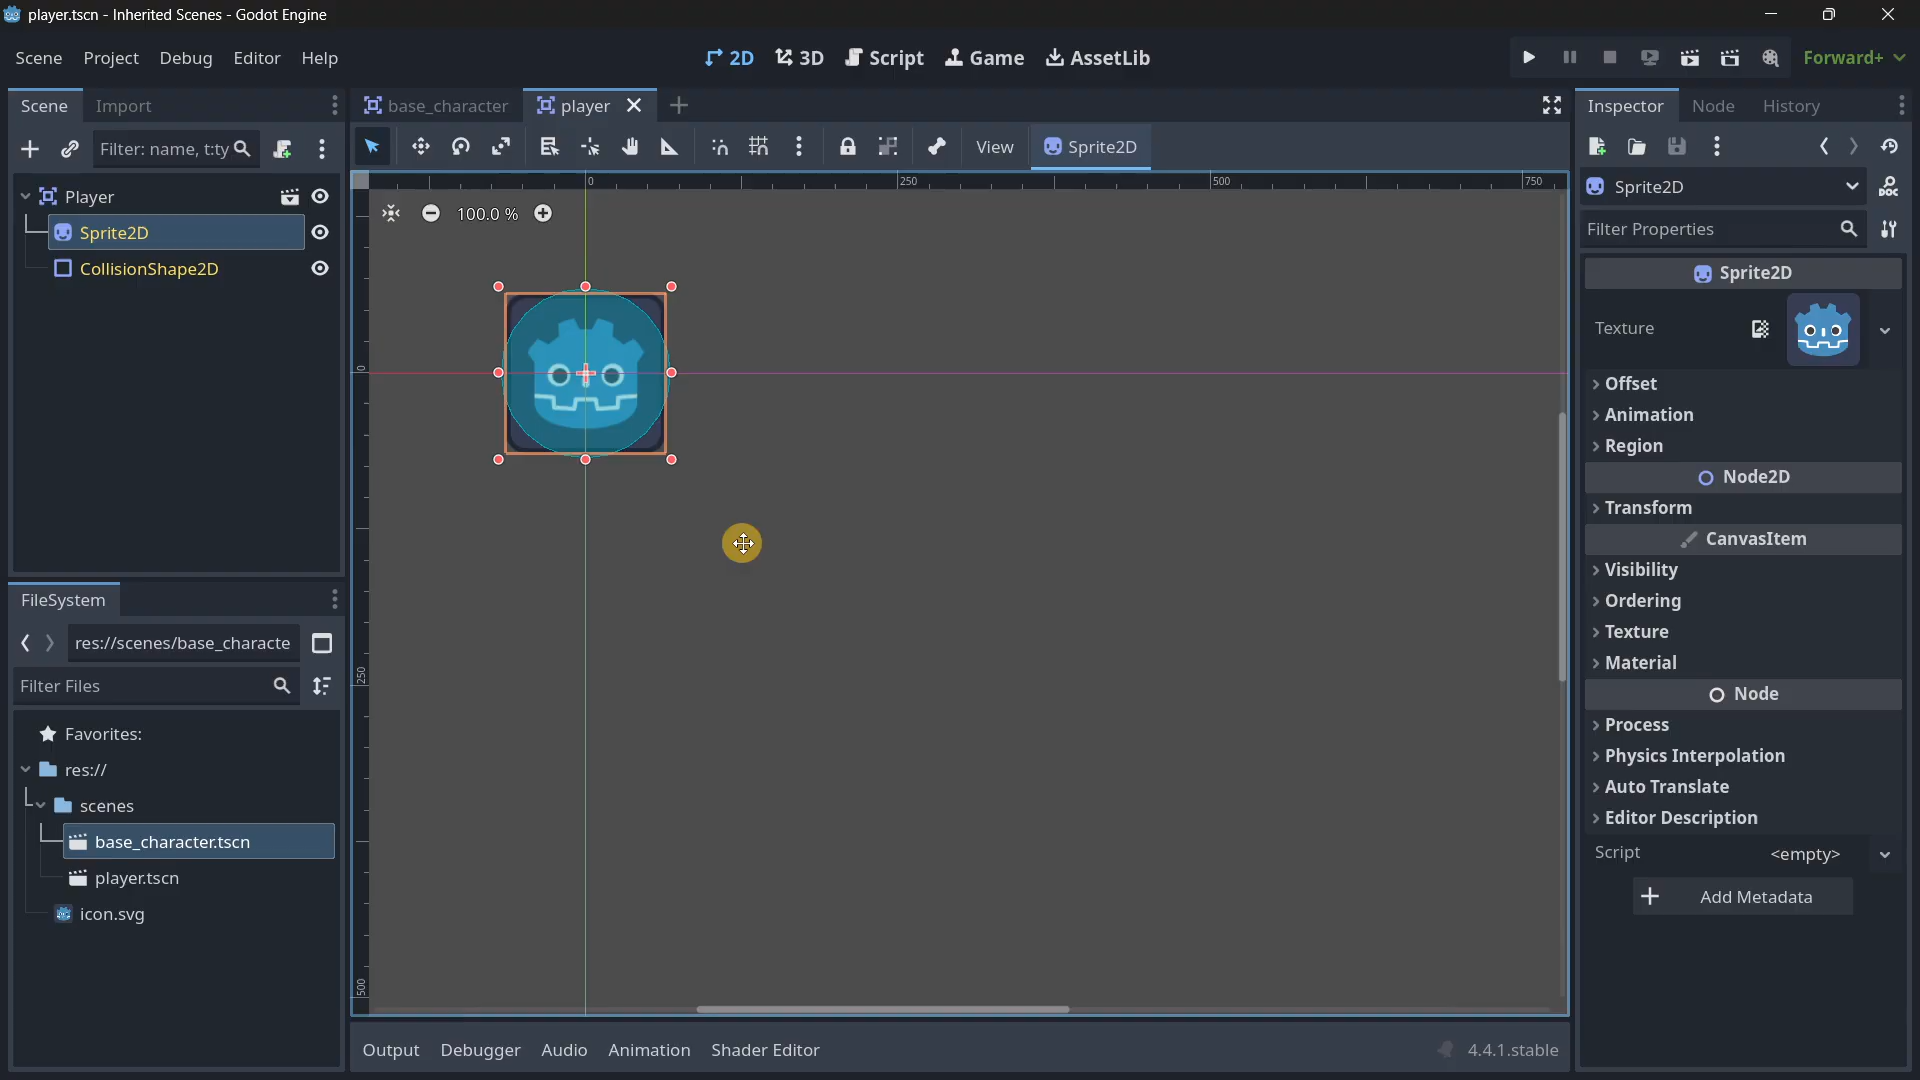 player.tscn - Inherited Scenes - Godot Engine
Scene Project Debug Editor Help
2D 3D Script Game AssetLib
Forward+
Scene Import
Filter: name, t:ty
Player
Sprite2D
CollisionShape2D
FileSystem
res://scenes/base_characte
Filter Files
Favorites:
res://
scenes
base_character.tscn
player.tscn
icon.svg
base_character player
View Sprite2D
0 250 500 750
100.0 %
0
250
500
Output Debugger Audio Animation Shader Editor
4.4.1.stable
Inspector Node History
Sprite2D
DOC
Filter Properties
Sprite2D
Texture
Offset
Animation
Region
Node2D
Transform
CanvasItem
Visibility
Ordering
Texture
Material
Node
Process
Physics Interpolation
Auto Translate
Editor Description
Script <empty>
Add Metadata